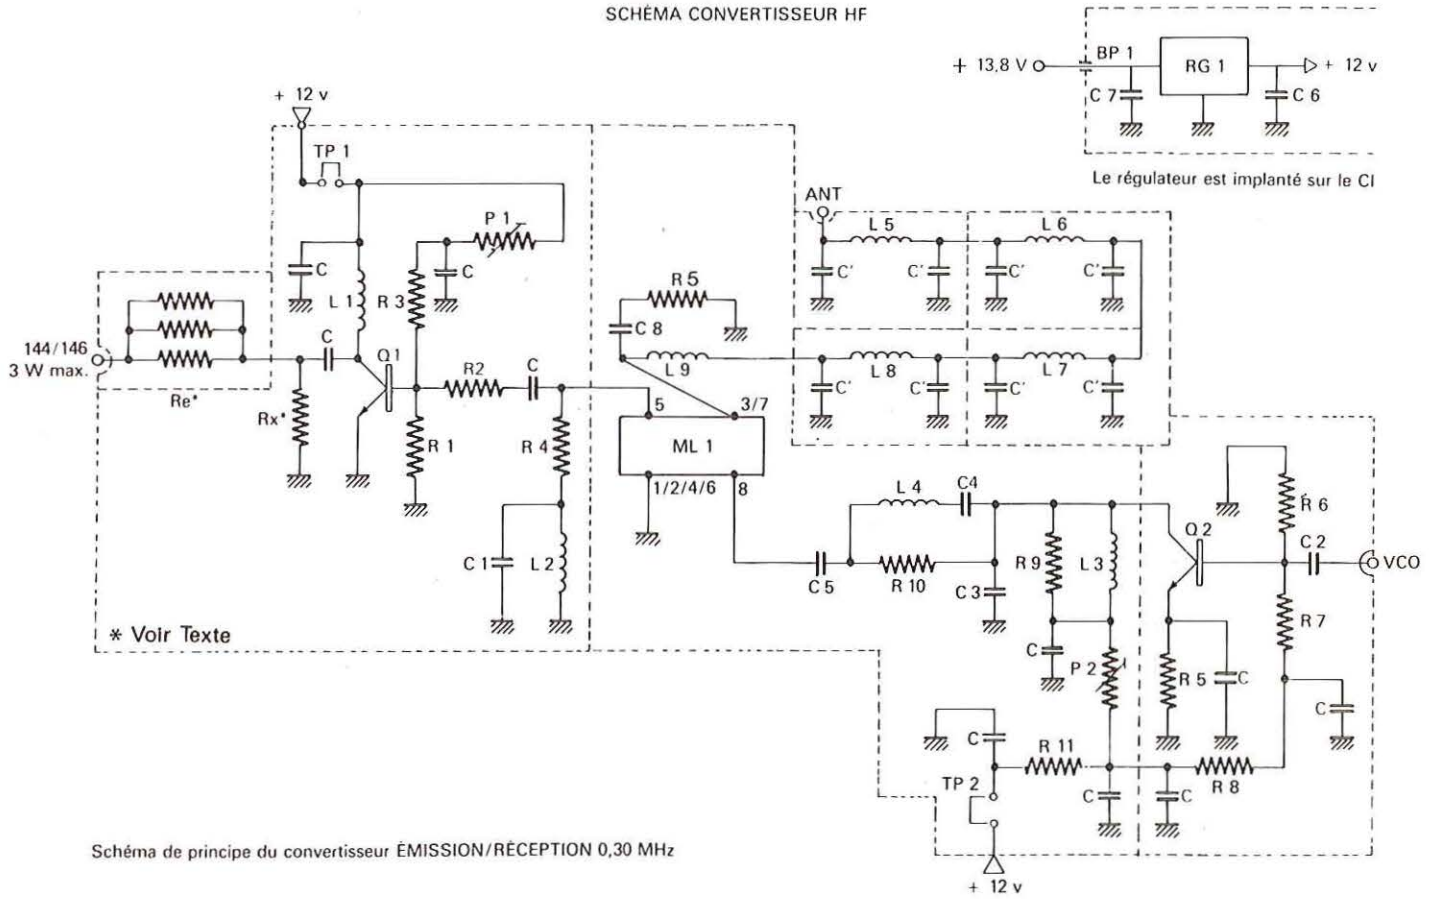 SCHÉMA CONVERTISSEUR HF
+ 13,8 V
BP 1
RG 1
+ 12 v
C 7
C 6
Le régulateur est implanté sur le CI
+ 12 v
TP 1
P 1
C
C
L 1
R 3
144/146
3 W max.
Re*
C
Q1
Rx*
R2
C
R 1
R 4
C 1
L 2
* Voir Texte
R 5
C 8
L 9
5
3/7
ML 1
1/2/4/6
8
ANT
L 5
L 6
C'
C'
C'
C'
L 8
L 7
C'
C'
C'
C'
L 4
C4
C 5
R 10
C 3
R 9
L 3
Q 2
R 6
C 2
VCO
R 7
C
P 2
R 5
C
C
C
R 11
TP 2
C
C
R 8
+ 12 v
Schéma de principe du convertisseur ÉMISSION/RÉCEPTION 0,30 MHz